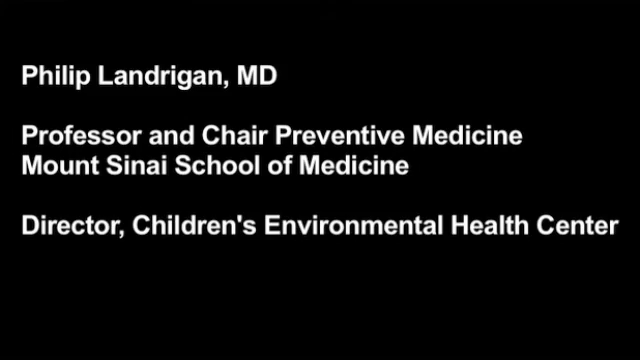 Philip Landrigan, MD
Professor and Chair Preventive Medicine
Mount Sinai School of Medicine
Director, Children's Environmental Health Center